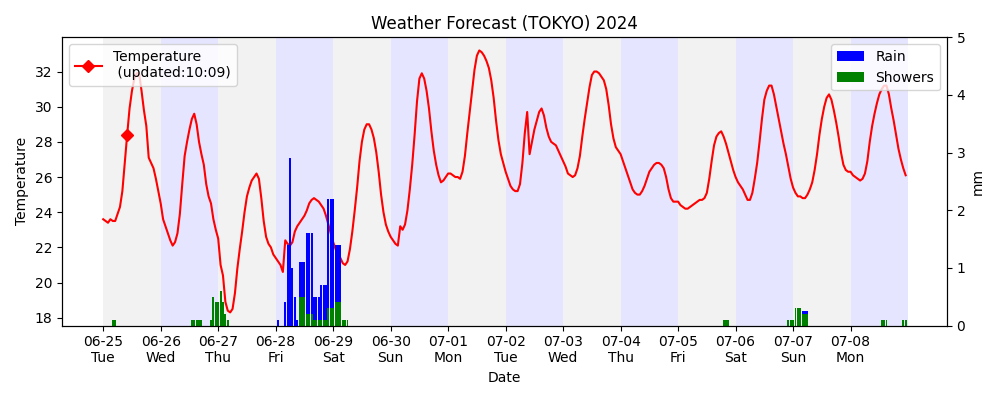 Weather Forecast (TOKYO) 2024
Temperature
(updated:10:09)
Rain
Showers
Temperature
32
30
28
26
24
22
20
18
5
4
3
2
1
0
mm
06-25 06-26 06-27 06-28 06-29 06-30 07-01 07-02 07-03 07-04 07-05 07-06 07-07 07-08
Tue Wed Thu Fri Sat Sun Mon Tue Wed Thu Fri Sat Sun Mon
Date